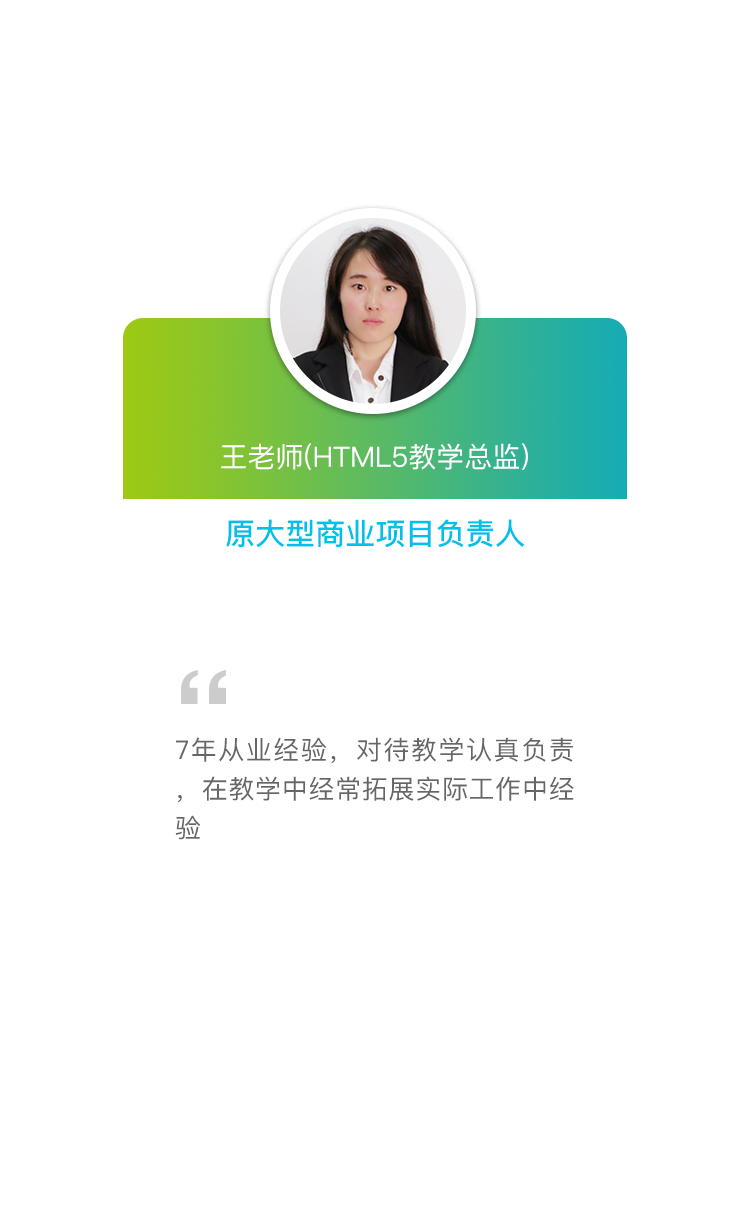 王老师(HTML5教学总监)
原大型商业项目负责人
“
7年从业经验，对待教学认真负责
，在教学中经常拓展实际工作中经
验